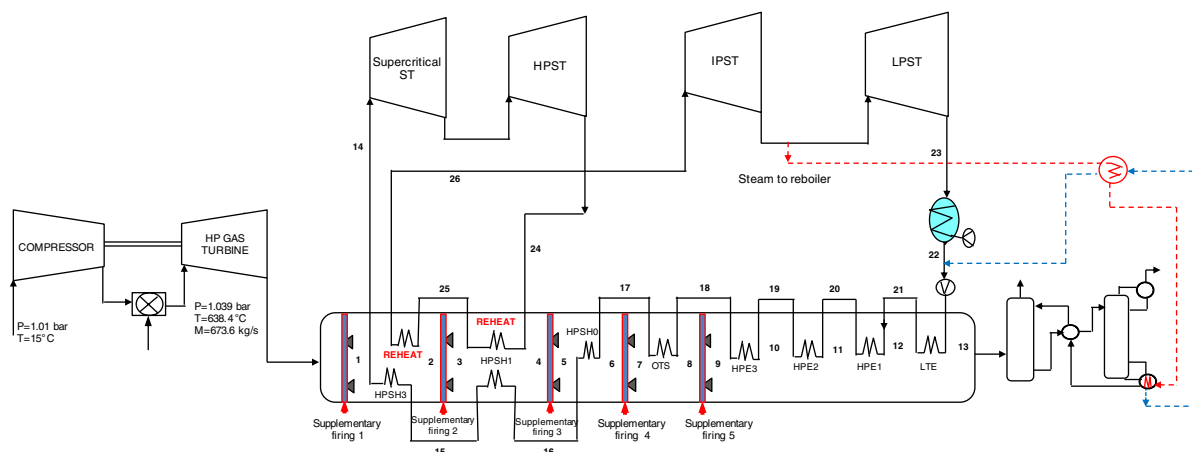 Supercritical
ST
HPST
IPST
LPST
14
26
23
Steam to reboiler
COMPRESSOR
HP GAS
TURBINE
24
22
P=1.01 bar
T=15°C
P=1.039 bar
T=638.4°C
M=673.6 kg/s
25
REHEAT
17
18
19
20
21
V
HPSH0
1
REHEAT
2
3
HPSH1
4
5
6
7
OTS
8
9
HPE3
10
HPE2
11
HPE1
12
LTE
13
HPSH3
Supplementary
firing 1
Supplementary
firing 2
Supplementary
firing 3
Supplementary
firing 4
Supplementary
firing 5
15
16